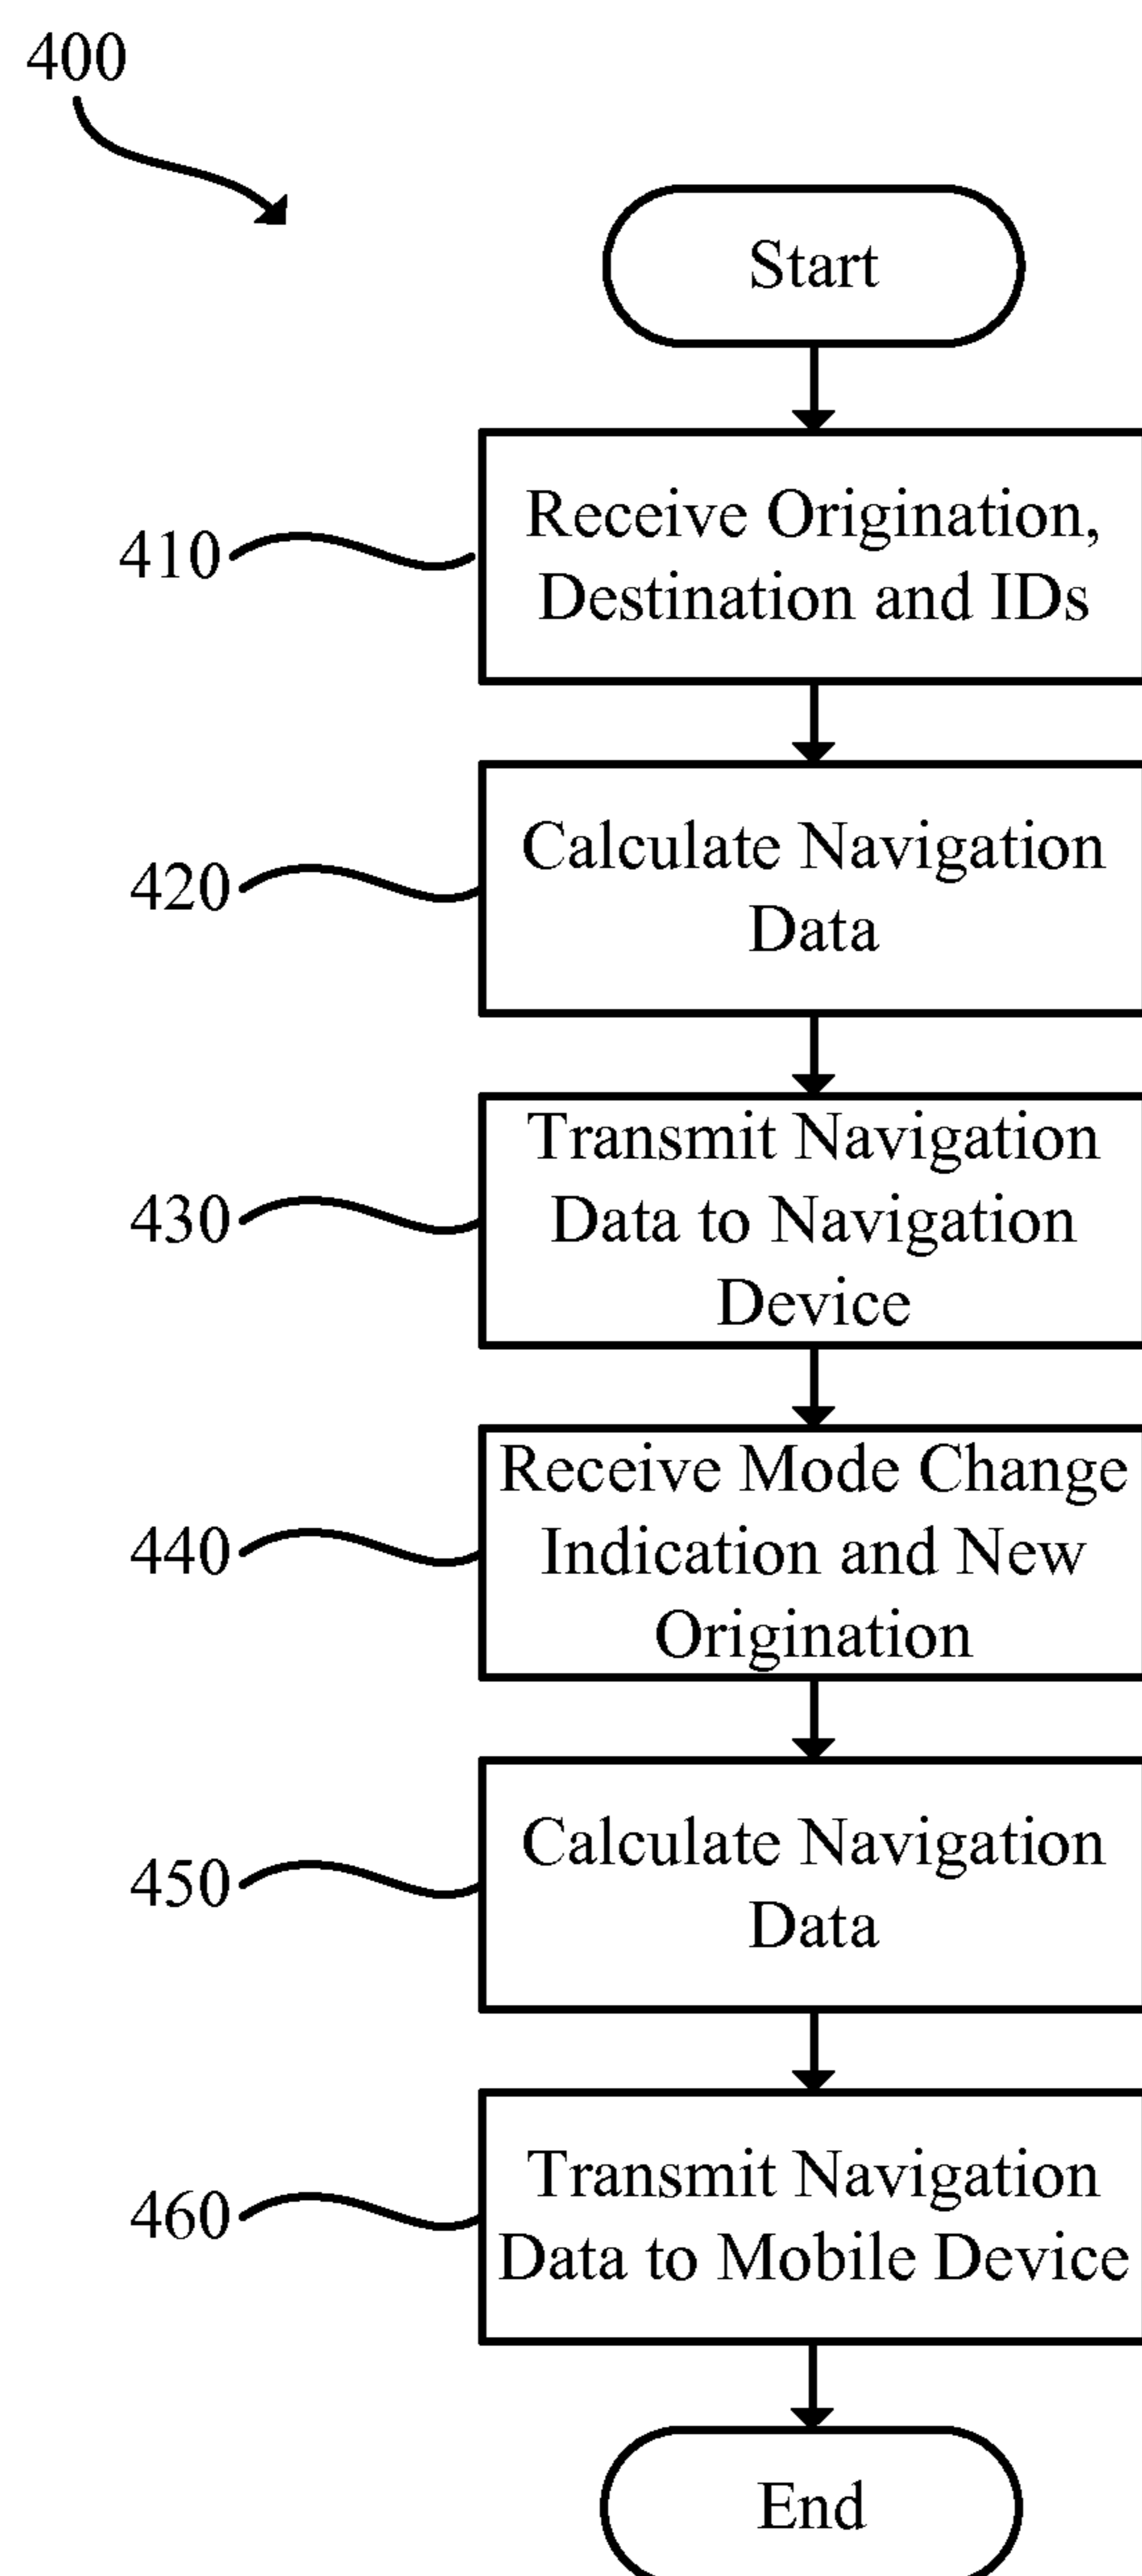 400
Start
410
Receive Origination,
Destination and IDs
420
Calculate Navigation
Data
430
Transmit Navigation
Data to Navigation
Device
440
Receive Mode Change
Indication and New
Origination
450
Calculate Navigation
Data
460
Transmit Navigation
Data to Mobile Device
End